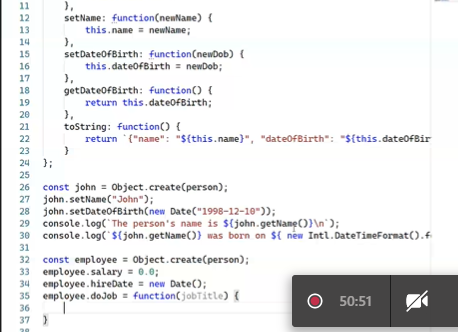 11 },
12 setName: function(newName) {
13 this.name = newName;
14 },
15 setDateOfBirth: function(newDob) {
16 this.dateOfBirth = newDob;
17 },
18 getDateOfBirth: function() {
19 return this.dateOfBirth;
20 },
21 toString: function() {
22 return `{"name": "${this.name}", "dateOfBirth": "${this.dateOfBir
23 }
24 };
25
26 const john = Object.create(person);
27 john.setName("John");
28 john.setDateOfBirth(new Date("1998-12-10"));
29 console.log(`The person's name is ${john.getName()}\n`);
30 console.log(`${john.getName()} was born on ${ new Intl.DateTimeFormat().f
31
32 const employee = Object.create(person);
33 employee.salary = 0.0;
34 employee.hireDate = new Date();
35 employee.doJob = function(jobTitle) {
36
37 }
50:51